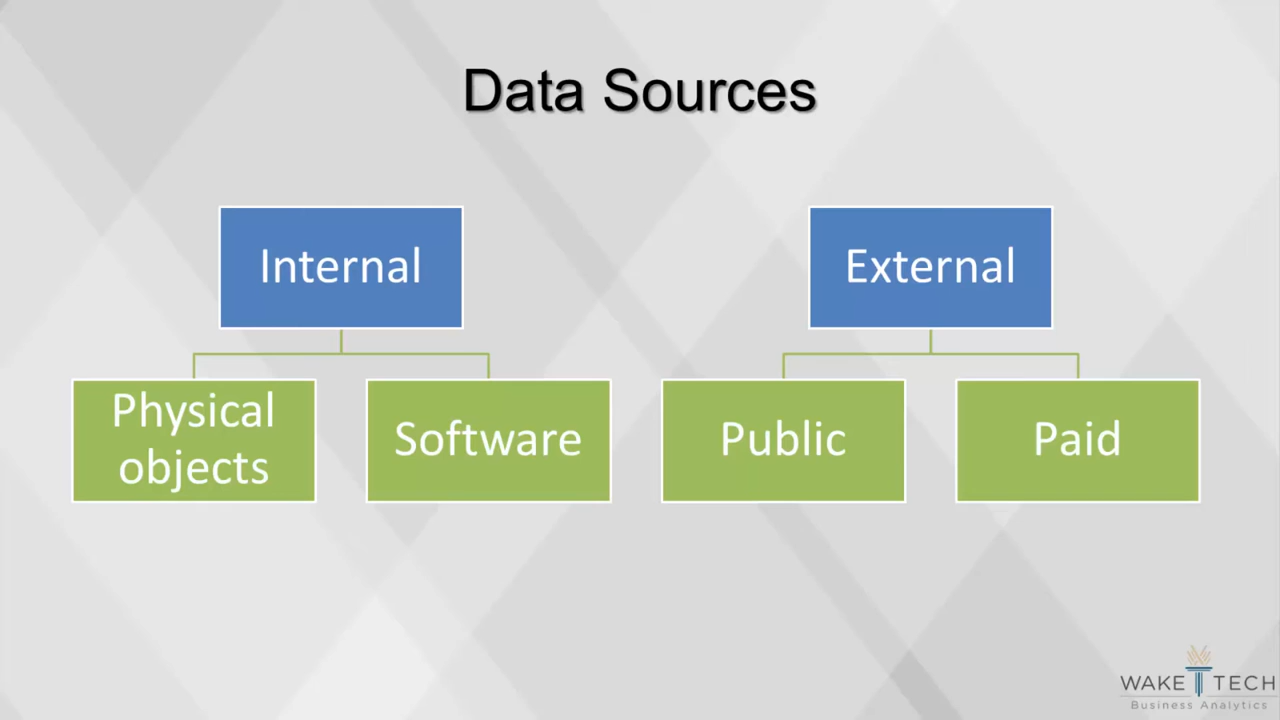 Data Sources
Internal
External
Physical
objects
Software
Public
Paid
WAKE TECH
Business Analytics